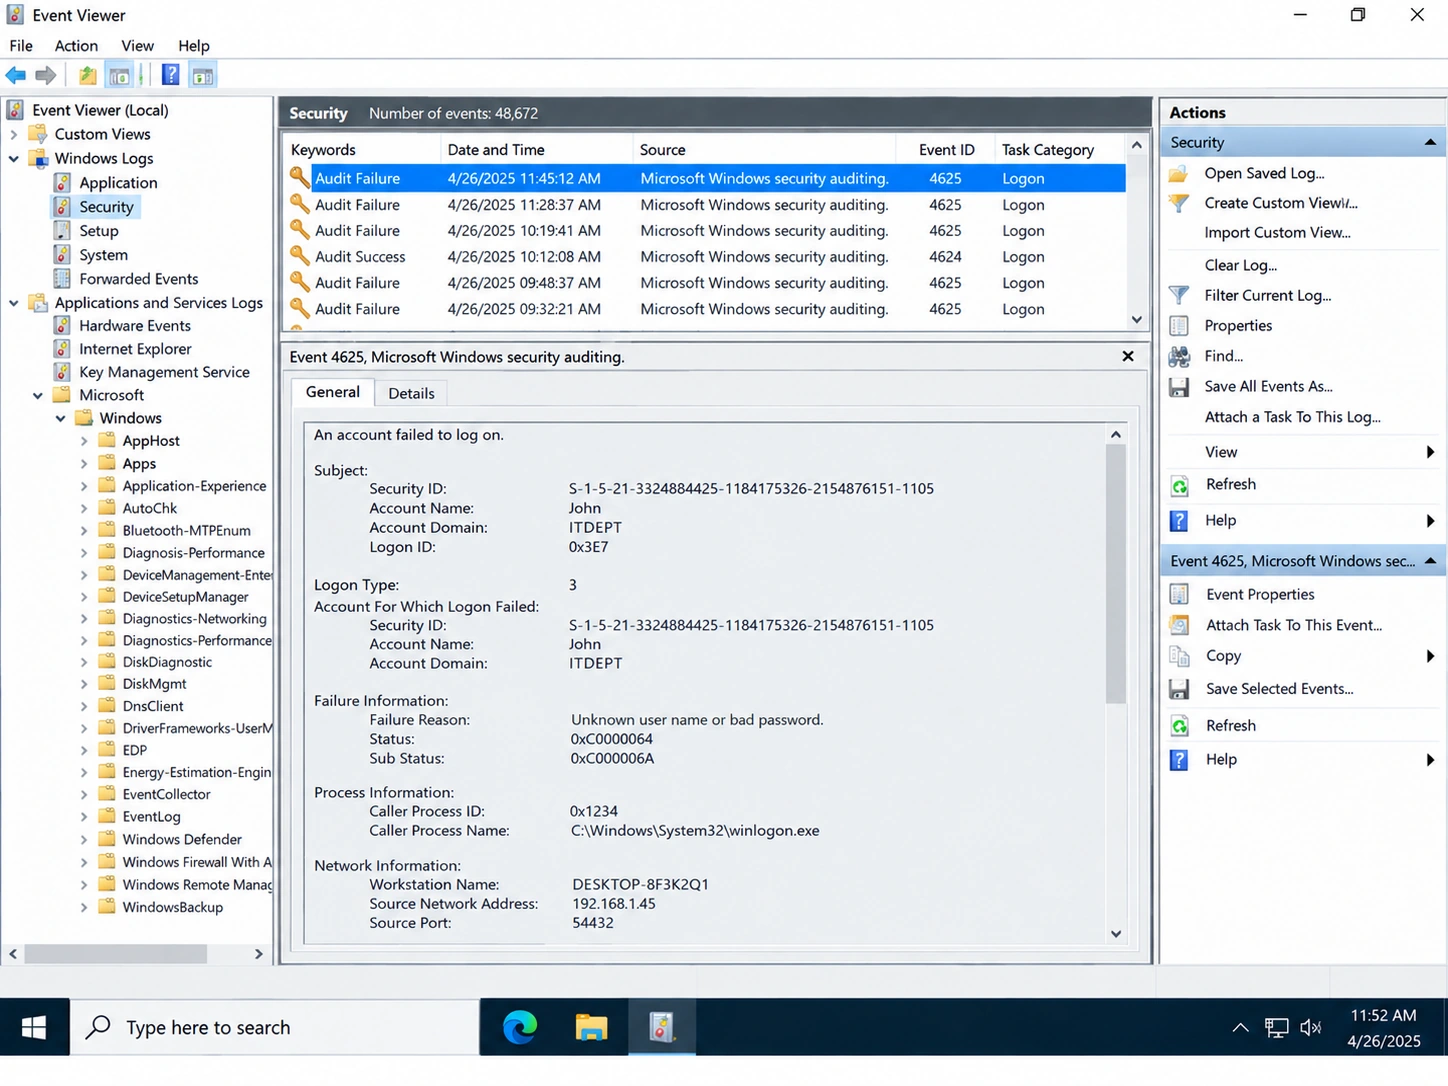 Event Viewer
File Action View Help
Event Viewer (Local)
Custom Views
Windows Logs
Application
Security
Setup
System
Forwarded Events
Applications and Services Logs
Hardware Events
Internet Explorer
Key Management Service
Microsoft
Windows
AppHost
Apps
Application-Experience
AutoChk
Bluetooth-MTPEnum
Diagnosis-Performance
DeviceManagement-Enter
DeviceSetupManager
Diagnostics-Networking
Diagnostics-Performance
DiskDiagnostic
DiskMgmt
DnsClient
DriverFrameworks-UserM
EDP
Energy-Estimation-Engin
EventCollector
EventLog
Windows Defender
Windows Firewall With A
Windows Remote Manag
WindowsBackup
Security Number of events: 48,672
Keywords Date and Time Source Event ID Task Category
Audit Failure 4/26/2025 11:45:12 AM Microsoft Windows security auditing. 4625 Logon
Audit Failure 4/26/2025 11:28:37 AM Microsoft Windows security auditing. 4625 Logon
Audit Failure 4/26/2025 10:19:41 AM Microsoft Windows security auditing. 4625 Logon
Audit Success 4/26/2025 10:12:08 AM Microsoft Windows security auditing. 4624 Logon
Audit Failure 4/26/2025 09:48:37 AM Microsoft Windows security auditing. 4625 Logon
Audit Failure 4/26/2025 09:32:21 AM Microsoft Windows security auditing. 4625 Logon
Event 4625, Microsoft Windows security auditing.
General Details
An account failed to log on.
Subject:
Security ID: S-1-5-21-3324884425-1184175326-2154876151-1105
Account Name: John
Account Domain: ITDEPT
Logon ID: 0x3E7
Logon Type: 3
Account For Which Logon Failed:
Security ID: S-1-5-21-3324884425-1184175326-2154876151-1105
Account Name: John
Account Domain: ITDEPT
Failure Information:
Failure Reason: Unknown user name or bad password.
Status: 0xC0000064
Sub Status: 0xC000006A
Process Information:
Caller Process ID: 0x1234
Caller Process Name: C:\Windows\System32\winlogon.exe
Network Information:
Workstation Name: DESKTOP-8F3K2Q1
Source Network Address: 192.168.1.45
Source Port: 54432
Actions
Security
Open Saved Log...
Create Custom View...
Import Custom View...
Clear Log...
Filter Current Log...
Properties
Find...
Save All Events As...
Attach a Task To This Log...
View
Refresh
Help
Event 4625, Microsoft Windows sec...
Event Properties
Attach Task To This Event...
Copy
Save Selected Events...
Refresh
Help
Type here to search
11:52 AM
4/26/2025